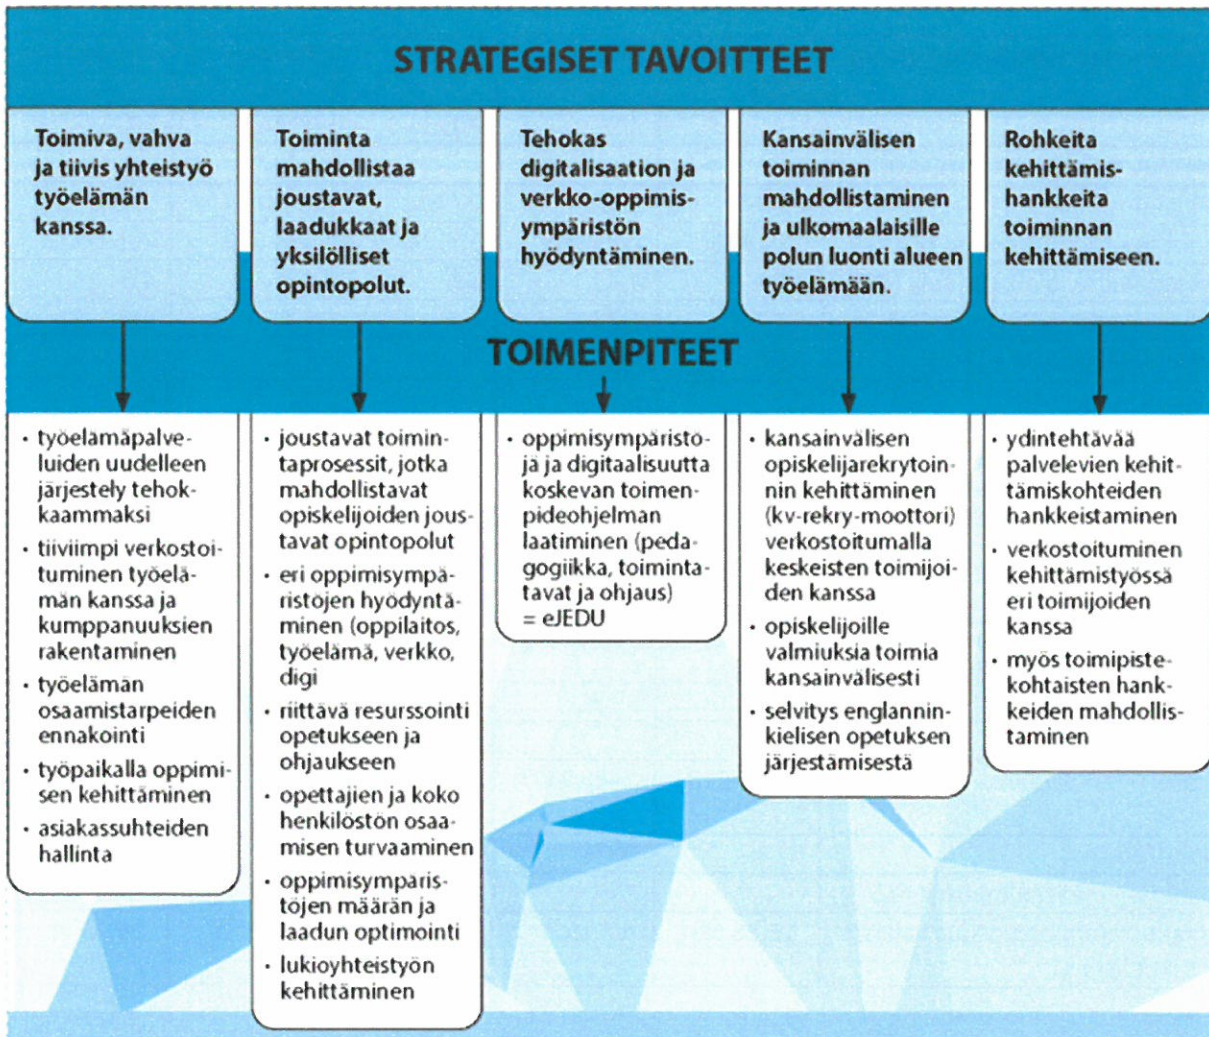 STRATEGISET TAVOITTEET
Toimiva, vahva
ja tiivis yhteistyö
työelämän
kanssa.
Toiminta
mahdollistaa
joustavat,
laadukkaat ja
yksilölliset
opintopolut.
Tehokas
digitalisaation ja
verkko-oppimis-
ympäristön
hyödyntäminen.
Kansainvälisen
toiminnan
mahdollistaminen
ja ulkomaalaisille
polun luonti alueen
työelämään.
Rohkeita
kehittämis-
hankkeita
toiminnan
kehittämiseen.
TOIMENPITEET
• työelämäpalve-
luiden uudelleen
järjestely tehok-
kaammaksi
• tiiviimpi verkostoi-
tuminen työelä-
män kanssa ja
kumppanuuksien
rakentaminen
• työelämän
osaamistarpeiden
ennakointi
• työpaikalla oppimi-
sen kehittäminen
• asiakassuhteiden
hallinta
• joustavat toimin-
taprosessit, jotka
mahdollistavat
opiskelijoiden jous-
tavat opintopolut
• eri oppimisympä-
ristöjen hyödyntä-
minen (oppilaitos,
työelämä, verkko,
digi
• riittävä resurssointi
opetukseen ja
ohjaukseen
• opettajien ja koko
henkilöstön osaa-
misen turvaaminen
• oppimisympäris-
töjen määrän ja
laadun optimointi
• lukioyhteistyön
kehittäminen
• oppimisympäristö-
jä ja digitaalisuutta
koskevan toimen-
pideohjelman
laatiminen (peda-
gogiikka, toiminta-
tavat ja ohjaus)
= eJEDU
• kansainvälisen
opiskelijarekrytoin-
nin kehittäminen
(kv-rekry-moottori)
verkostoitumalla
keskeisten toimijoi-
den kanssa
• opiskelijoille
valmiuksia toimia
kansainvälisesti
• selvitys englannin-
kielisen opetuksen
järjestämisestä
• ydintehtävää
palvelevien kehit-
tämiskohteiden
hankkeistaminen
• verkostoituminen
kehittämistyössä
eri toimijoiden
kanssa
• myös toimipiste-
kohtaisten hank-
keiden mahdollis-
taminen